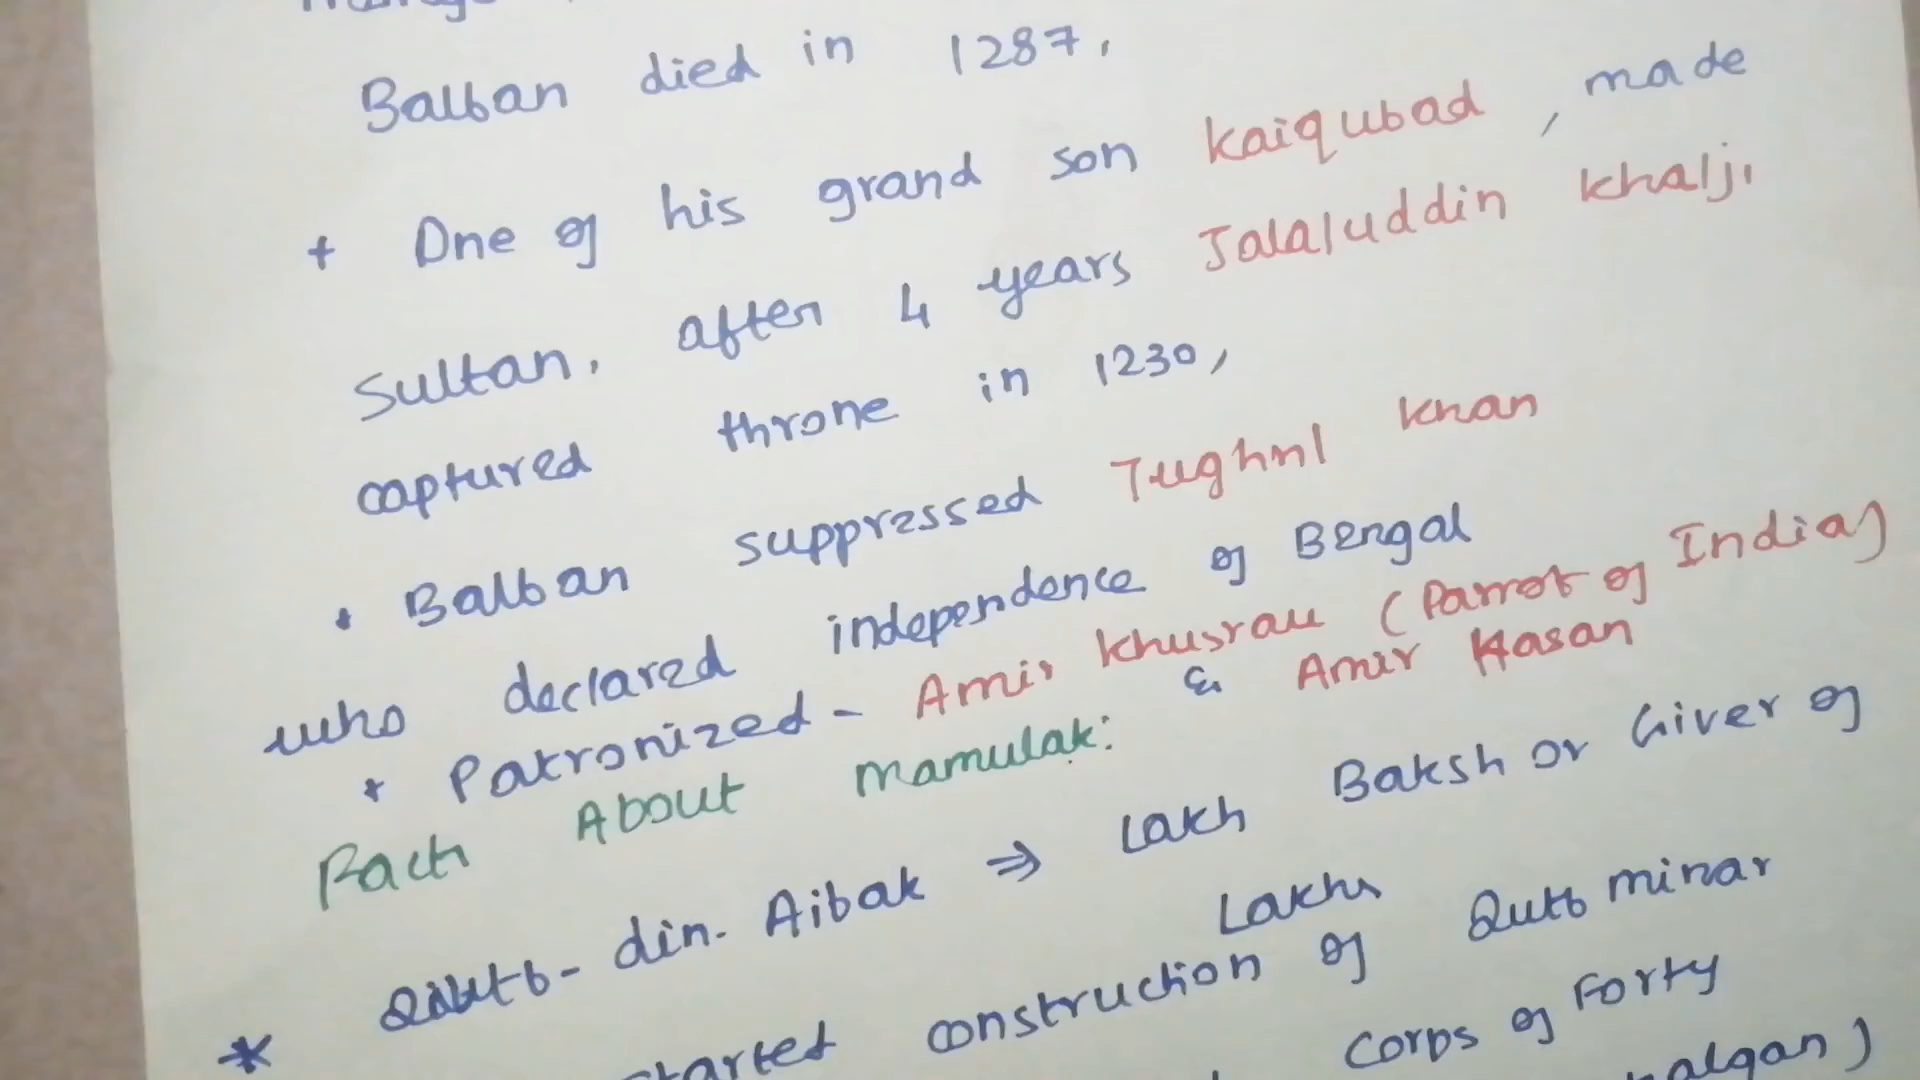 Balban died in 1287,
+ One of his grand son Kaiqubad, made
Sultan, after 4 years Jalaluddin Khalji
captured throne in 1230,
+ Balban suppressed Tughril Khan
who declared independence of Bengal
+ Patronized - Amir Khusrau (Parrot of India)
& Amir Hasan
Facts About Mamulak:
* Qutb-din. Aibak ⇒ Lakh Baksh or Giver of
Lakhs
started construction of Qutb minar
Corps of Forty